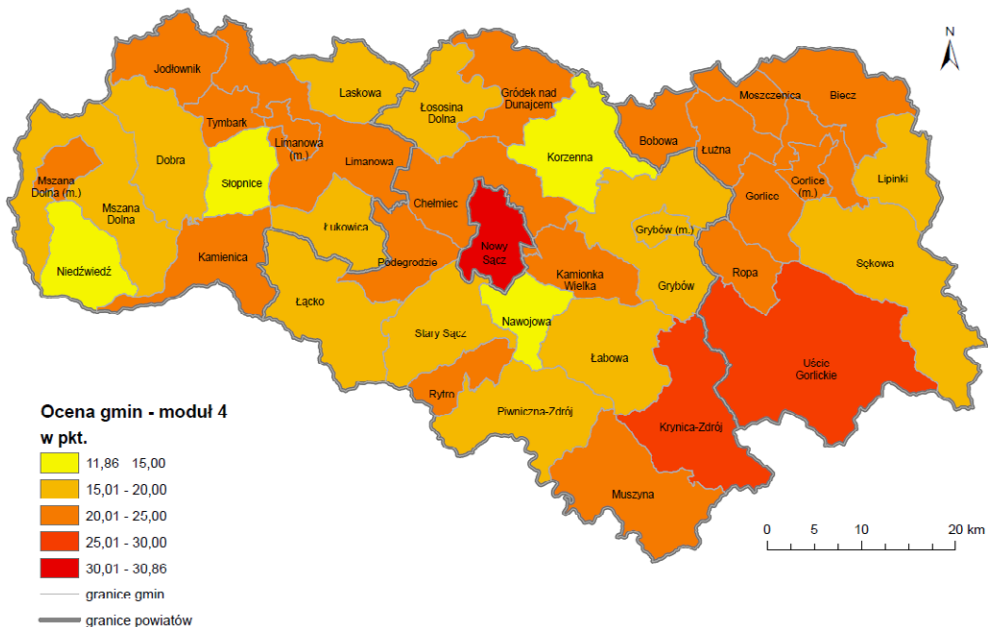 N
Jodłownik
Laskowa
Łososina
Dolna
Gródek nad
Dunajcem
Moszczenica
Biecz
Tymbark
Limanowa
(m.)
Limanowa
Bobowa
Łużna
Dobra
Korzenna
Mszana
Dolna (m.)
Słopnice
Gorlice
(m.)
Lipinki
Gorlice
Mszana
Dolna
Chełmiec
Łukowica
Grybów (m.)
Nowy
Sącz
Kamienica
Podegrodzie
Sękowa
Niedźwiedź
Kamionka
Wielka
Ropa
Grybów
Łącko
Nawojowa
Stary Sącz
Łabowa
Uście
Gorlickie
Rytro
Piwniczna-Zdrój
Krynica-Zdrój
Muszyna
Ocena gmin - moduł 4
w pkt.
11,86 15,00
15,01 - 20,00
20,01 - 25,00
25,01 - 30,00
30,01 - 30,86
granice gmin
granice powiatów
0 5 10 20 km